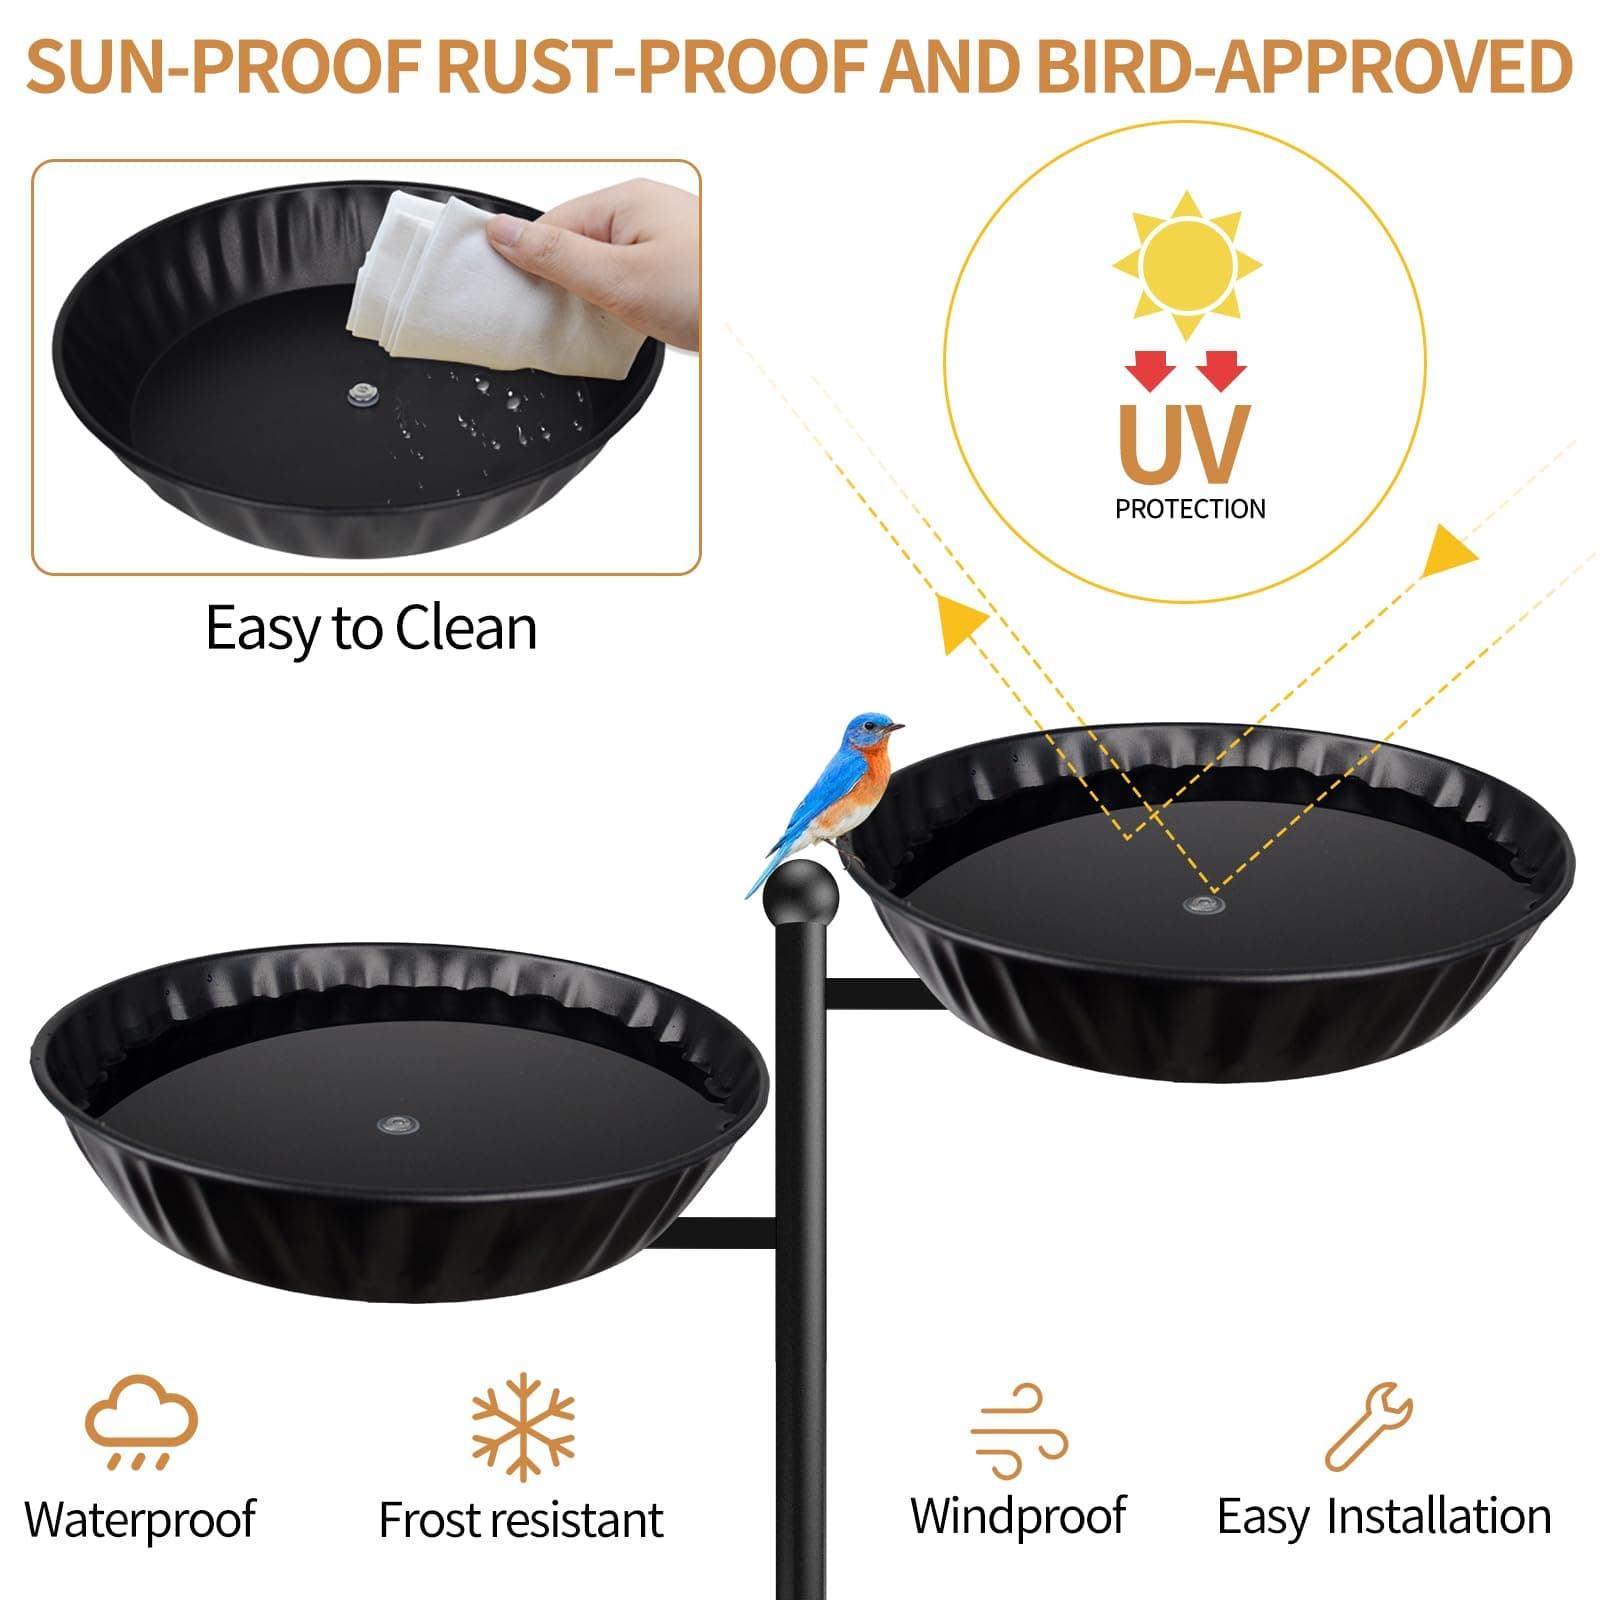 SUN-PROOF RUST-PROOF AND BIRD-APPROVED
UV
PROTECTION
Easy to Clean
Waterproof
Frost resistant
Windproof
Easy Installation